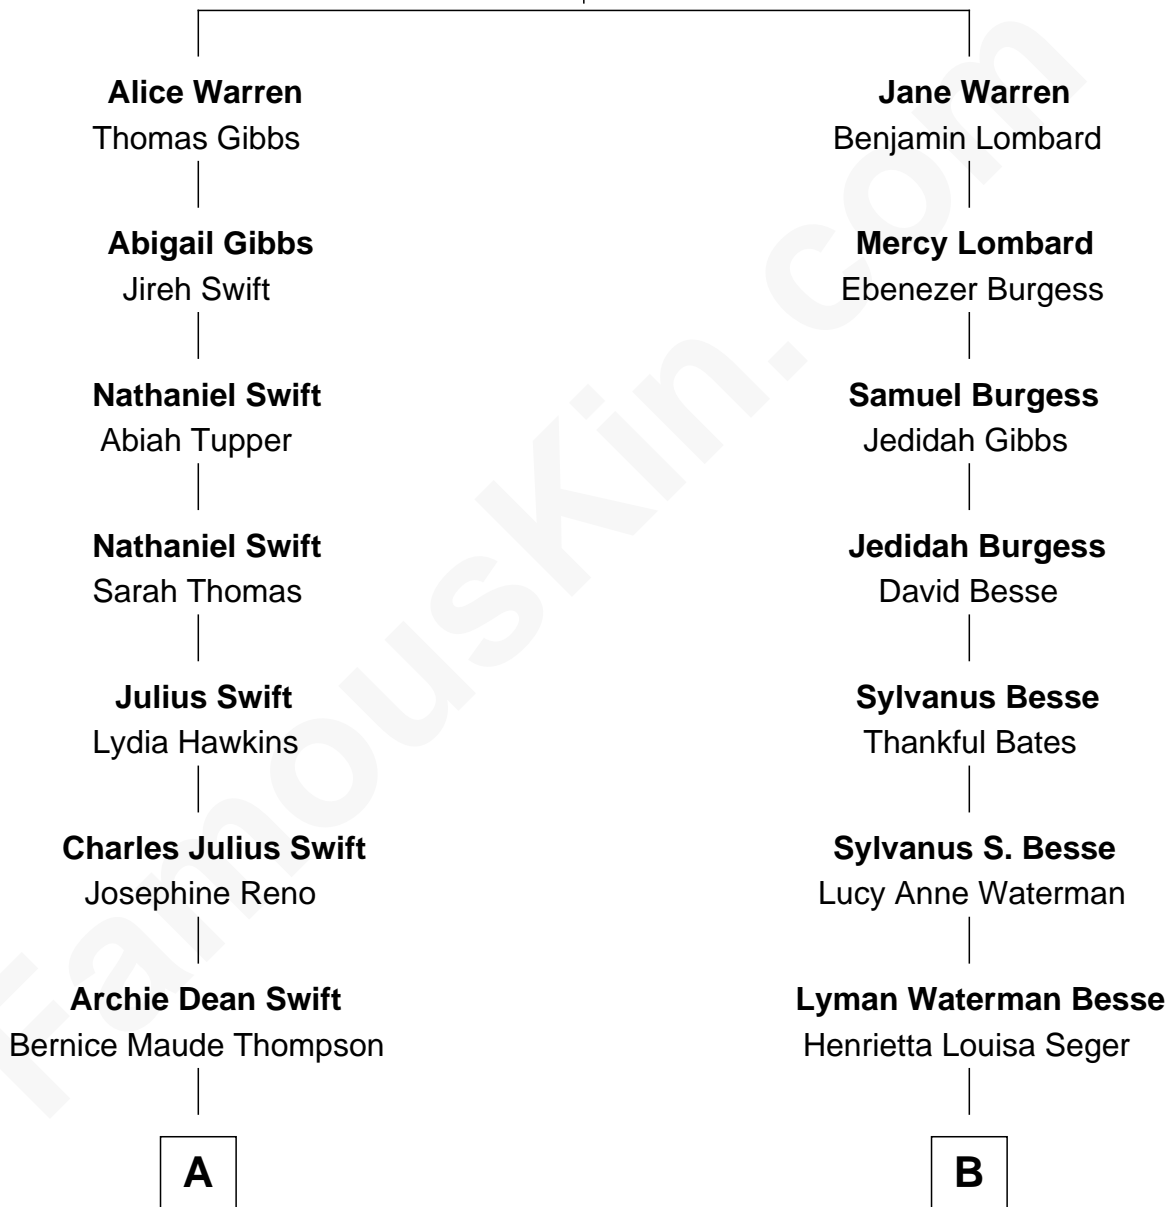 Alice Warren
Thomas Gibbs
Jane Warren
Benjamin Lombard
Abigail Gibbs
Jireh Swift
Mercy Lombard
Ebenezer Burgess
Nathaniel Swift
Abiah Tupper
Samuel Burgess
Jedidah Gibbs
Nathaniel Swift
Sarah Thomas
Jedidah Burgess
David Besse
Julius Swift
Lydia Hawkins
Sylvanus Besse
Thankful Bates
Charles Julius Swift
Josephine Reno
Sylvanus S. Besse
Lucy Anne Waterman
Archie Dean Swift
Bernice Maude Thompson
Lyman Waterman Besse
Henrietta Louisa Seger
A
B
FamousKin.com